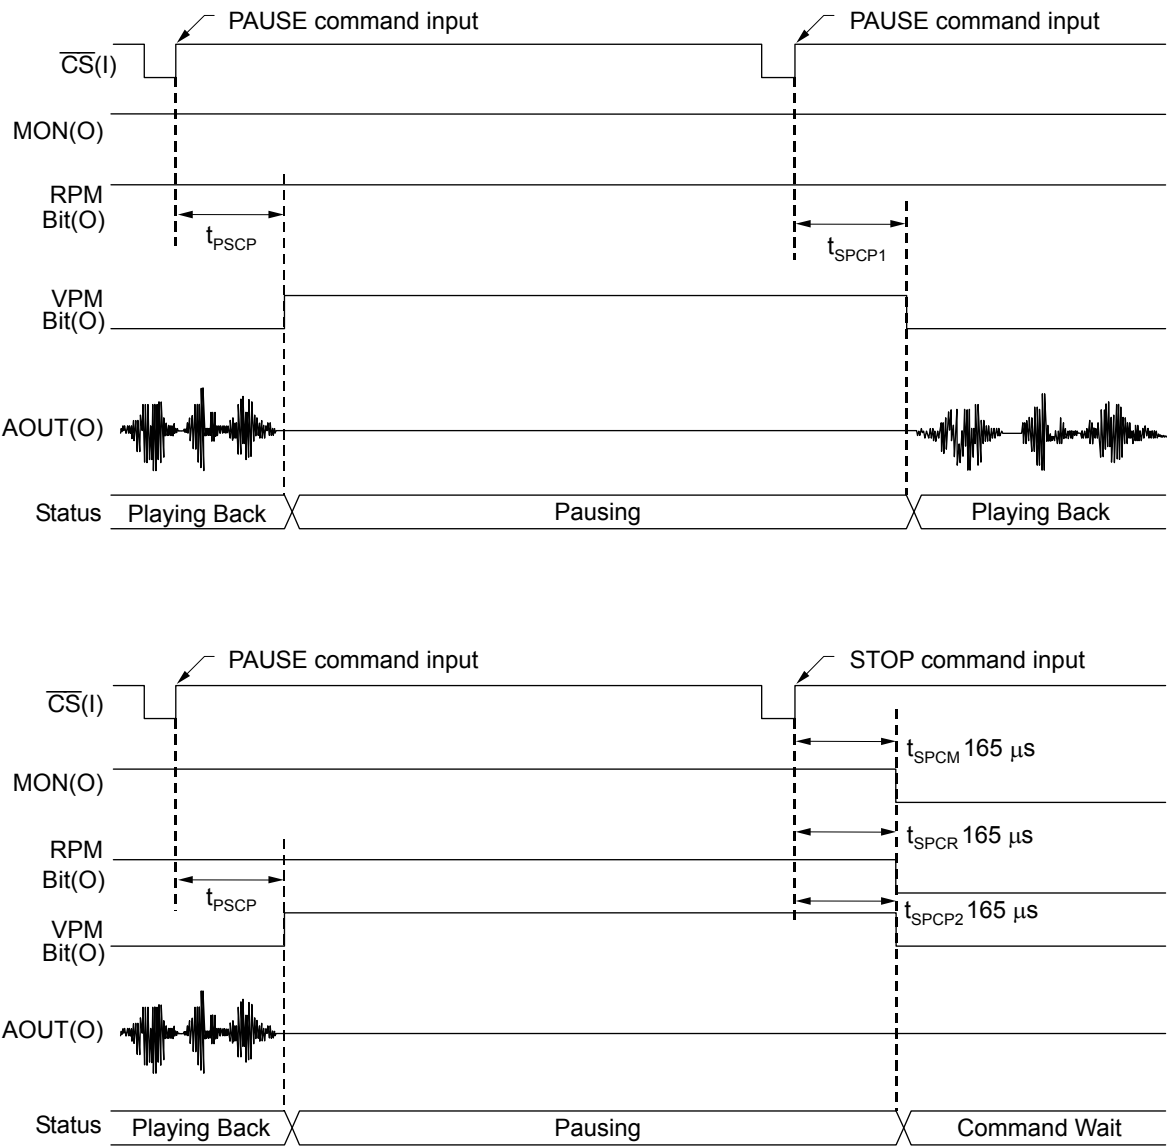 PAUSE command input PAUSE command input
CS(I)
MON(O)
RPM
Bit(O)
tPSCP tSPCP1
VPM
Bit(O)
AOUT(O)
Status Playing Back Pausing Playing Back
PAUSE command input STOP command input
CS(I)
tSPCM 165 μs
MON(O)
tSPCR 165 μs
RPM
Bit(O)
tPSCP
tSPCP2 165 μs
VPM
Bit(O)
AOUT(O)
Status Playing Back Pausing Command Wait